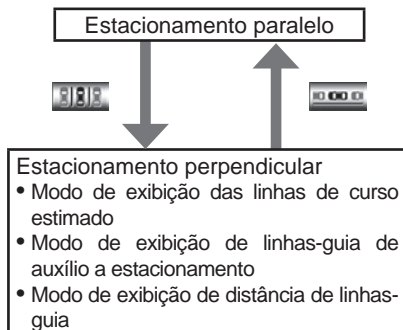 Estacionamento paralelo
Estacionamento perpendicular
• Modo de exibição das linhas de curso
estimado
• Modo de exibição de linhas-guia de
auxílio a estacionamento
• Modo de exibição de distância de linhas-
guia